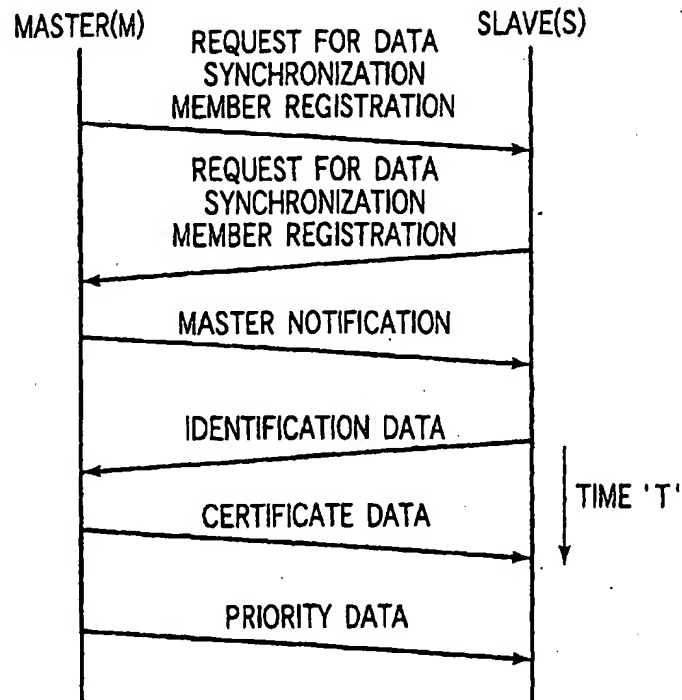 MASTER(M)
SLAVE(S)
REQUEST FOR DATA
SYNCHRONIZATION
MEMBER REGISTRATION
REQUEST FOR DATA
SYNCHRONIZATION
MEMBER REGISTRATION
MASTER NOTIFICATION
IDENTIFICATION DATA
TIME 'T'
CERTIFICATE DATA
PRIORITY DATA